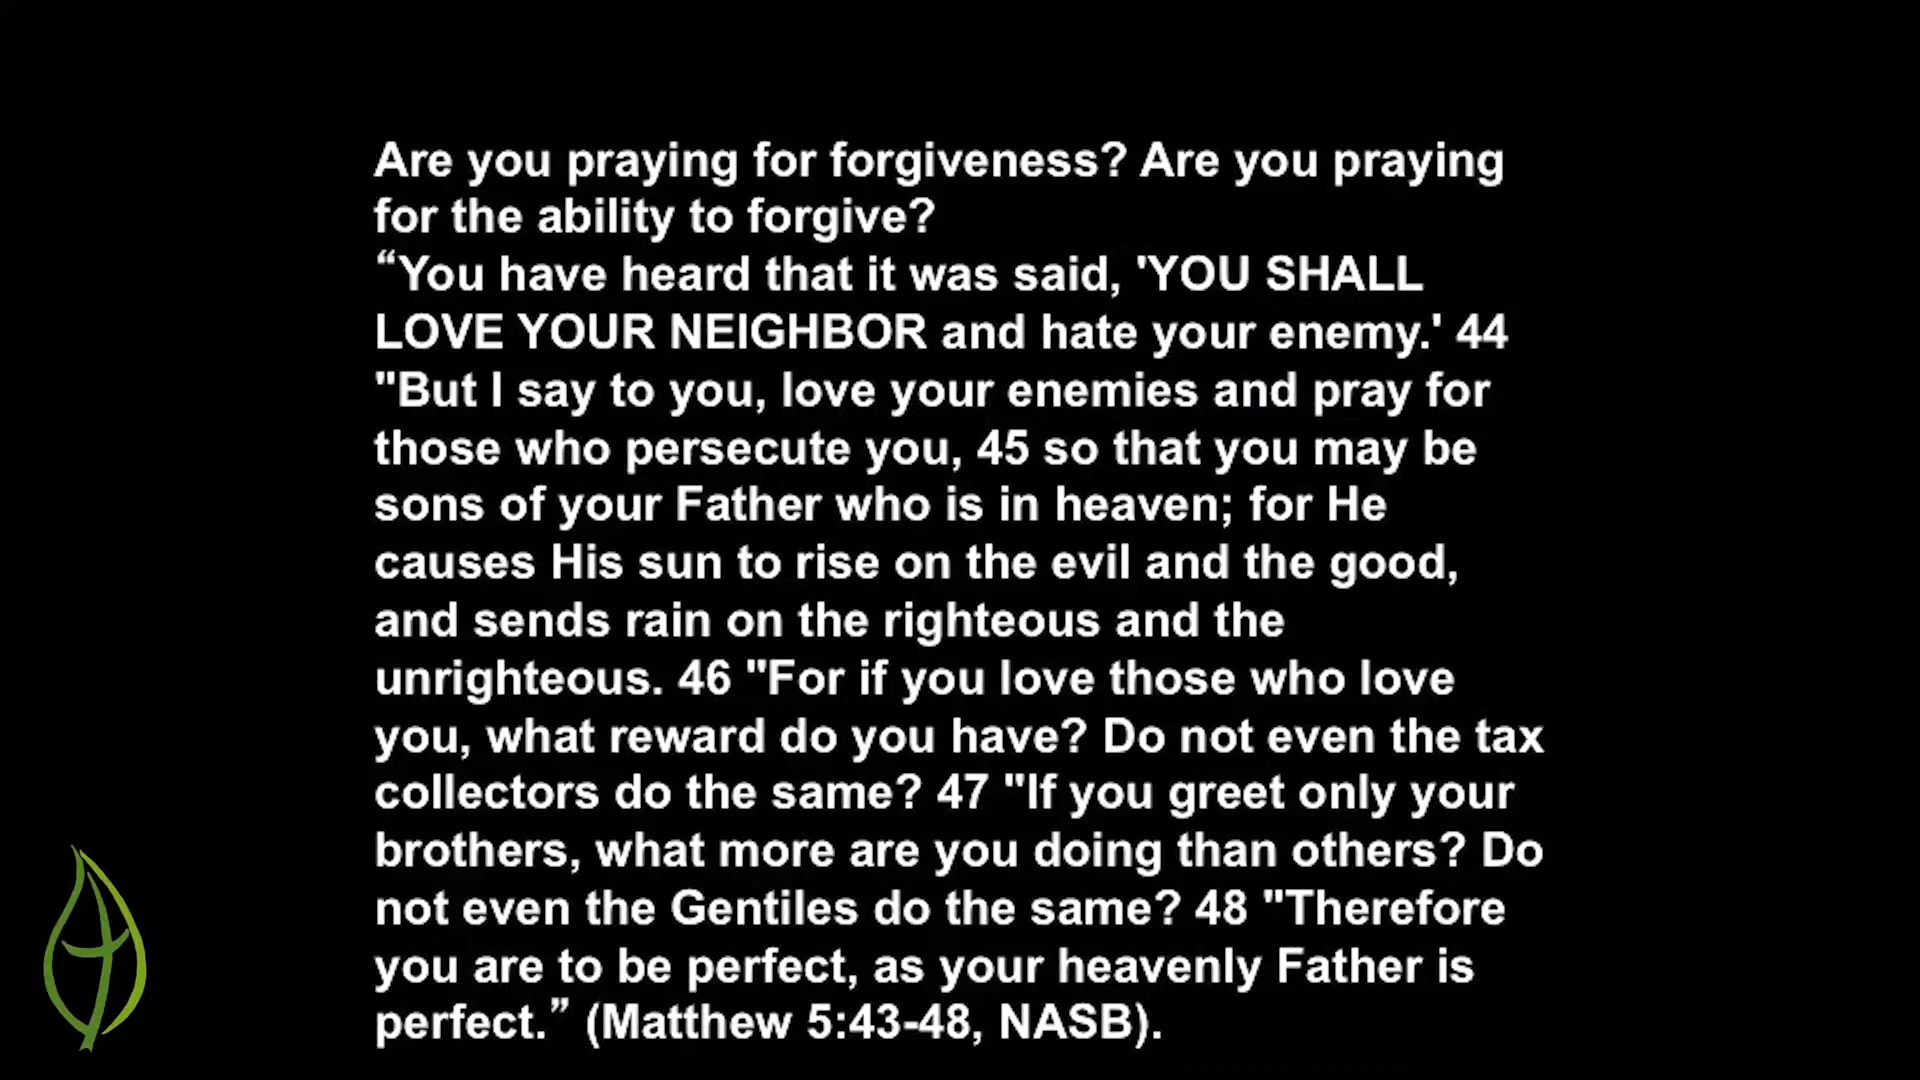 Are you praying for forgiveness? Are you praying
for the ability to forgive?
“You have heard that it was said, 'YOU SHALL
LOVE YOUR NEIGHBOR and hate your enemy.' 44
"But I say to you, love your enemies and pray for
those who persecute you, 45 so that you may be
sons of your Father who is in heaven; for He
causes His sun to rise on the evil and the good,
and sends rain on the righteous and the
unrighteous. 46 "For if you love those who love
you, what reward do you have? Do not even the tax
collectors do the same? 47 "If you greet only your
brothers, what more are you doing than others? Do
not even the Gentiles do the same? 48 "Therefore
you are to be perfect, as your heavenly Father is
perfect.” (Matthew 5:43-48, NASB).